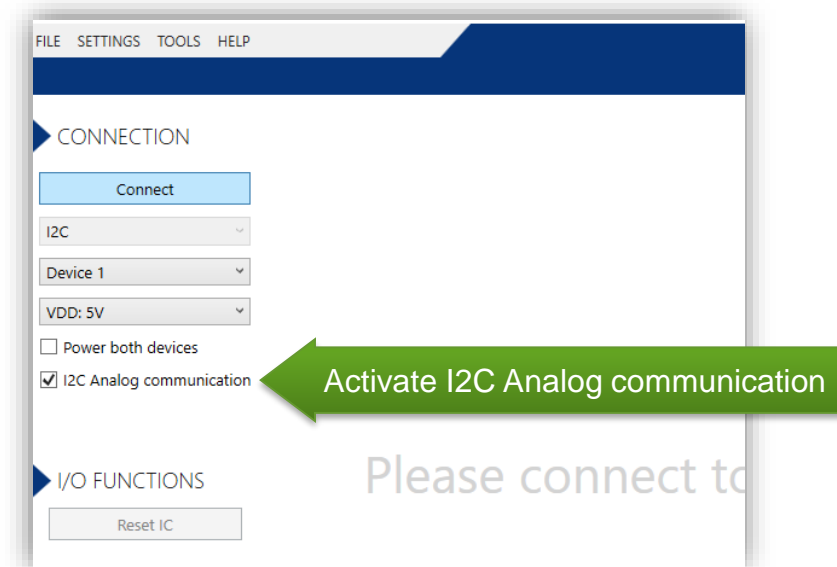 FILE SETTINGS TOOLS HELP
CONNECTION
Connect
I2C
Device 1
VDD: 5V
Power both devices
I2C Analog communication
Activate I2C Analog communication
I/O FUNCTIONS
Please connect to
Reset IC